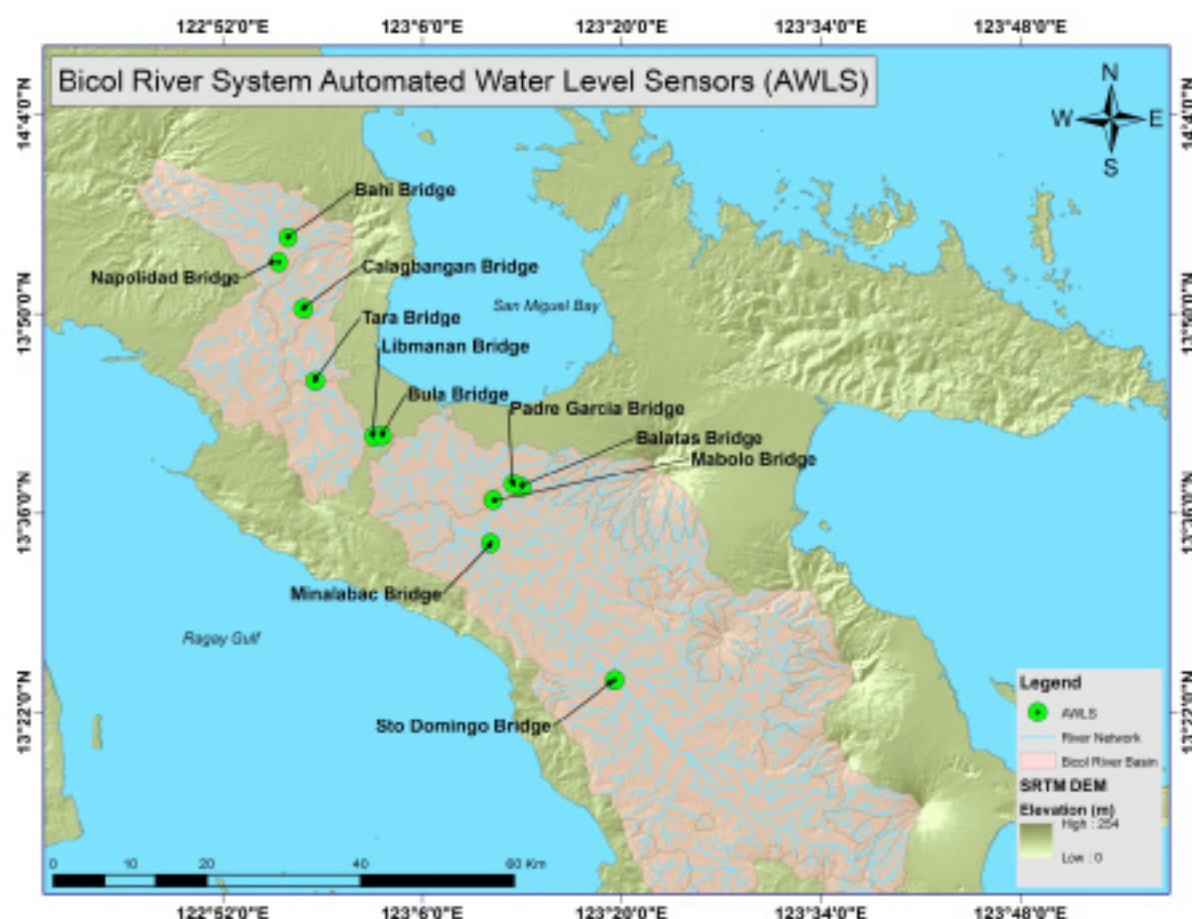 122°52'0"E 123°6'0"E 123°20'0"E 123°34'0"E 123°48'0"E
Bicol River System Automated Water Level Sensors (AWLS)
N
W E
S
14°4'0"N 14°4'0"N
Bahi Bridge
Napolidad Bridge
Calagbangan Bridge
San Miguel Bay
13°50'0"N 13°50'0"N
Tara Bridge
Libmanan Bridge
Bula Bridge
Padre Garcia Bridge
Balatas Bridge
Mabolo Bridge
13°36'0"N 13°36'0"N
Minalabac Bridge
Ragay Gulf
Sto Domingo Bridge
13°22'0"N 13°22'0"N
Legend
AWLS
River Network
Bicol River Basin
SRTM DEM
Elevation (m)
High : 254
Low : 0
0 10 20 40 60 Km
122°52'0"E 123°6'0"E 123°20'0"E 123°34'0"E 123°48'0"E